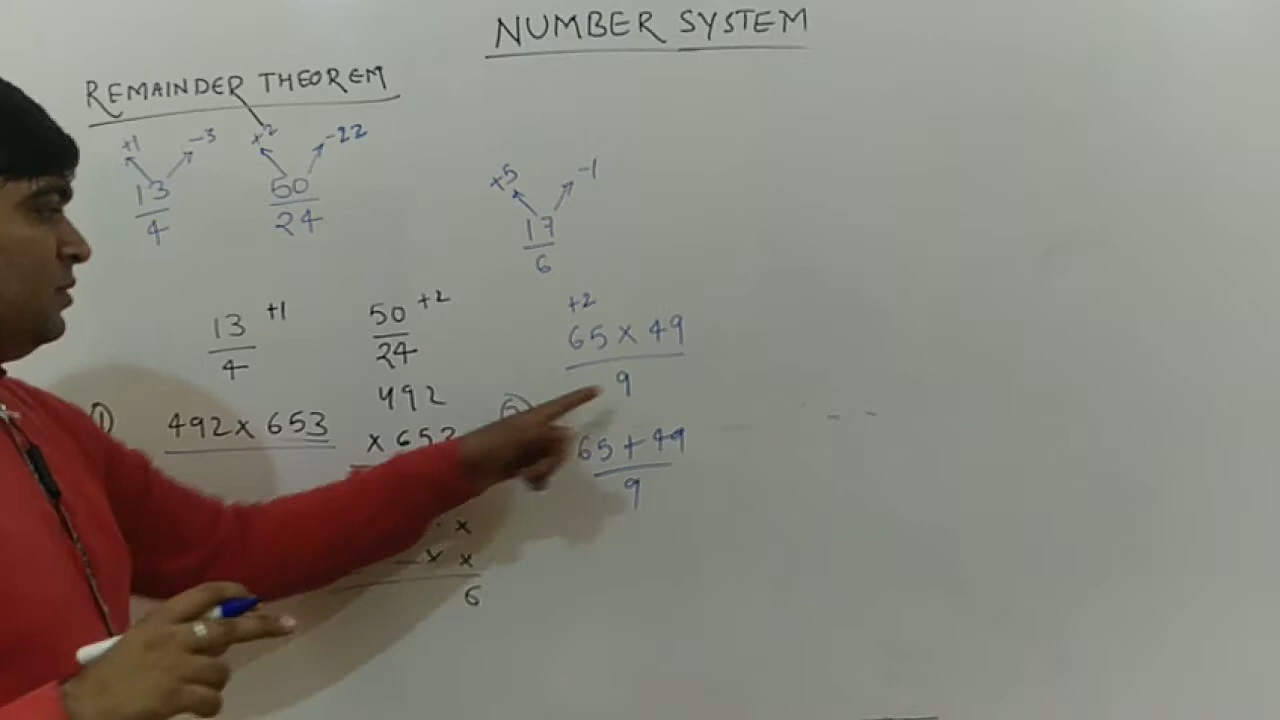 NUMBER SYSTEM
REMAINDER THEOREM
+1 -3 +2 -22
13 50
4 24
+5 -1
17
6
13 +1 50 +2
4 24
+2
65 × 49
9
① 492 × 653
492
× 653
65 + 49
9
× 
× ×
6